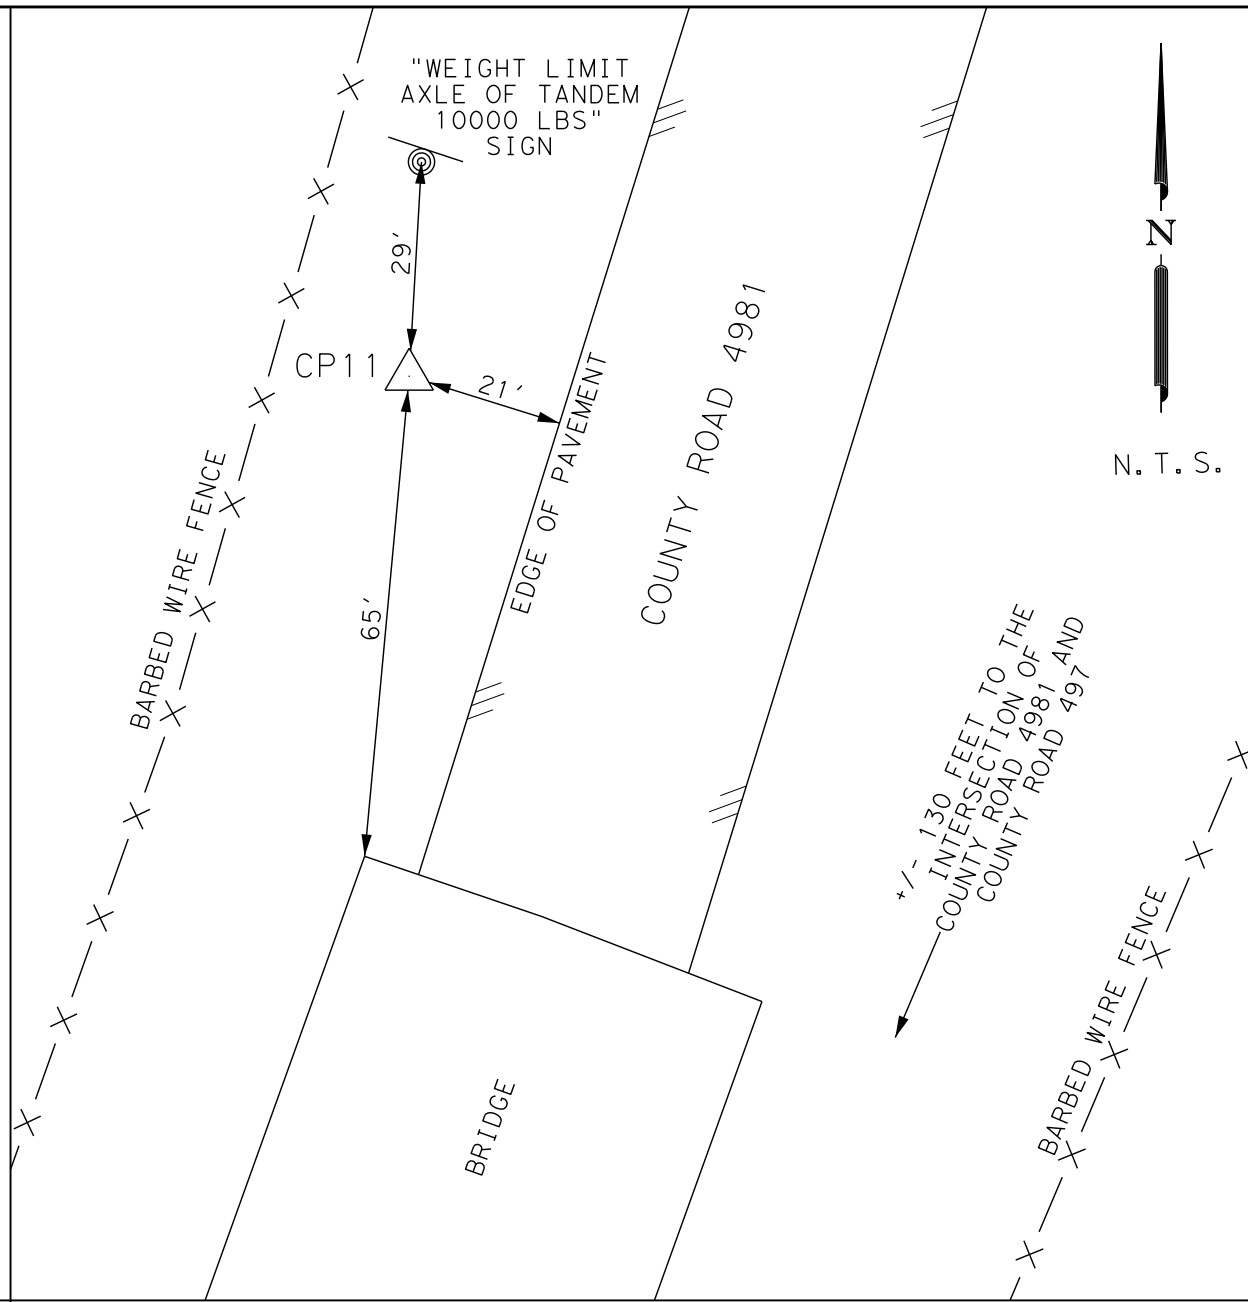 "WEIGHT LIMIT
AXLE OF TANDEM
10000 LBS"
SIGN
N
N.T.S.
29'
CP11
21'
65'
EDGE OF PAVEMENT
COUNTY ROAD 4981
BARBED WIRE FENCE
+/- 130 FEET TO THE
INTERSECTION OF
COUNTY ROAD 4981 AND
COUNTY ROAD 497
BARBED WIRE FENCE
BRIDGE